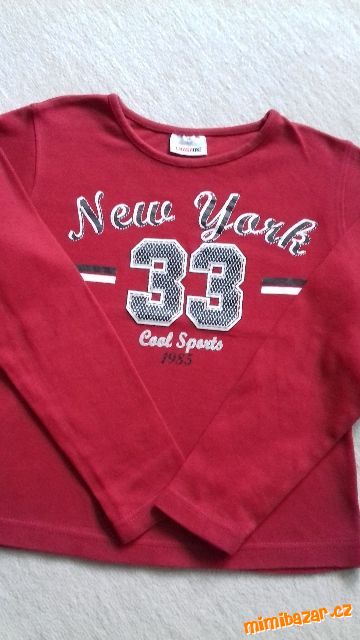 New York
33
Cool Sports
1985
mimibazar.cz